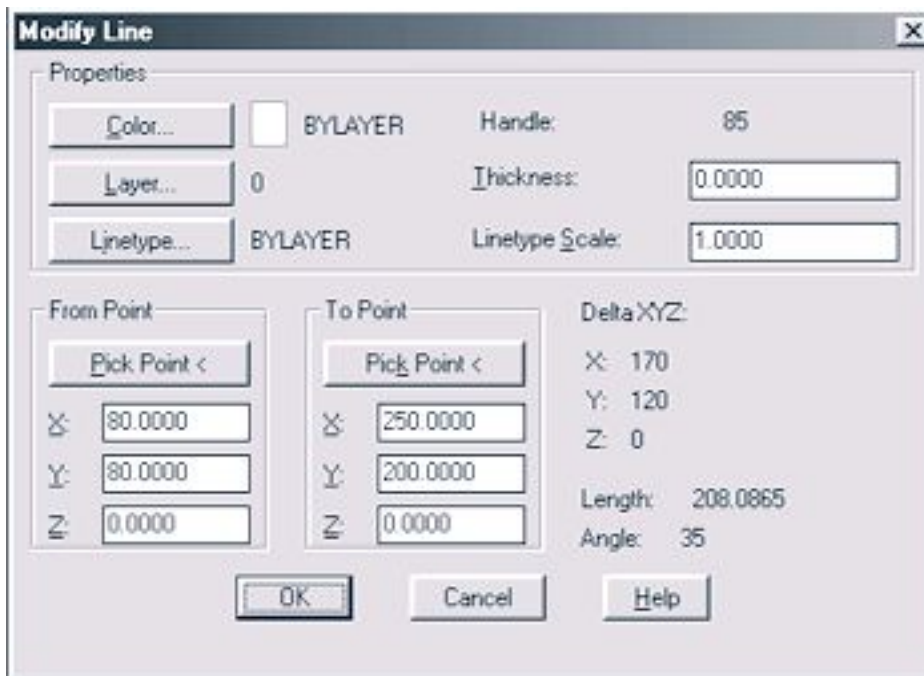 Modify Line
Properties
Color...
BYLAYER
Handle:
85
Layer...
0
Thickness:
0.0000
Linetype...
BYLAYER
Linetype Scale:
1.0000
From Point
Pick Point <
X:
80.0000
Y:
80.0000
Z:
0.0000
To Point
Pick Point <
X:
250.0000
Y:
200.0000
Z:
0.0000
Delta XYZ:
X: 170
Y: 120
Z: 0
Length: 208.0865
Angle: 35
OK
Cancel
Help